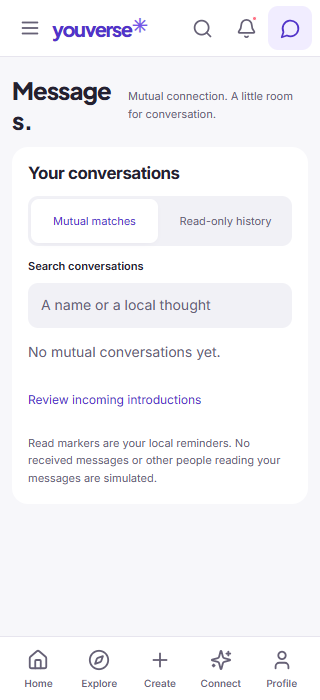 youverse
Message
s.
Mutual connection. A little room
for conversation.
Your conversations
Mutual matches
Read-only history
Search conversations
A name or a local thought
No mutual conversations yet.
Review incoming introductions
Read markers are your local reminders. No
received messages or other people reading your
messages are simulated.
Home
Explore
Create
Connect
Profile